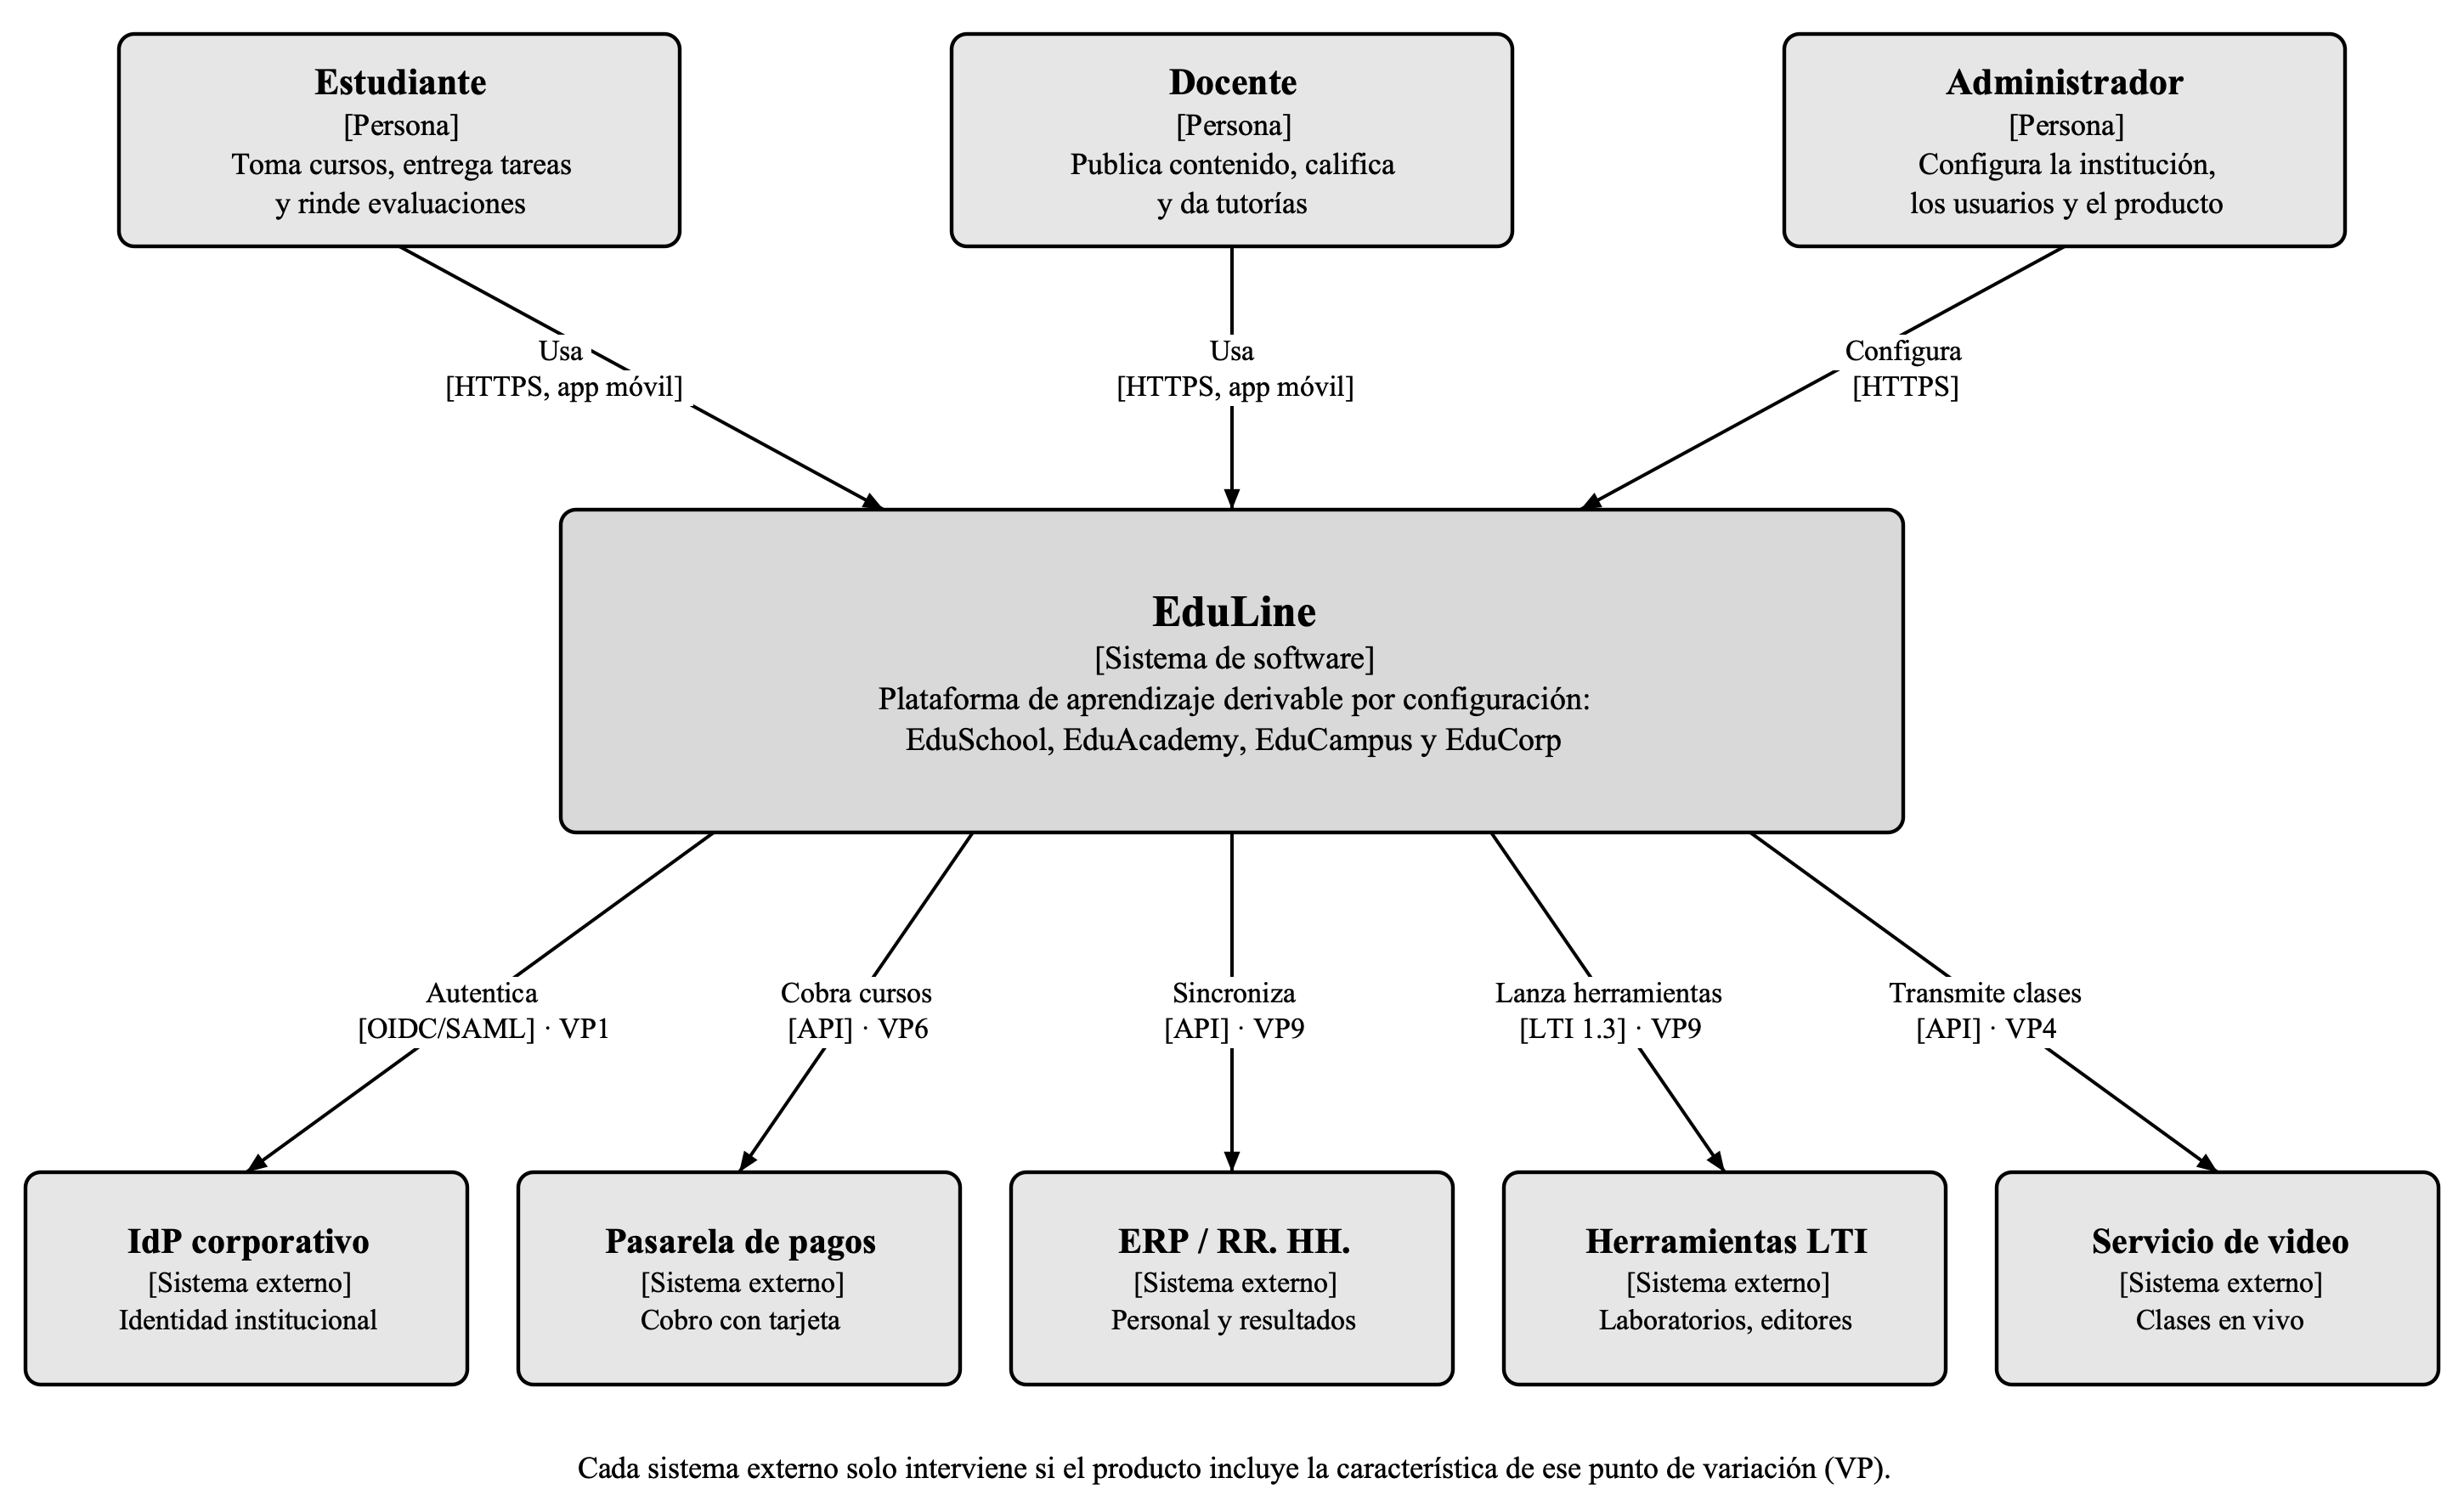 Estudiante
[Persona]
Toma cursos, entrega tareas
y rinde evaluaciones
Docente
[Persona]
Publica contenido, califica
y da tutorías
Administrador
[Persona]
Configura la institución,
los usuarios y el producto
Usa
[HTTPS, app móvil]
Usa
[HTTPS, app móvil]
Configura
[HTTPS]
EduLine
[Sistema de software]
Plataforma de aprendizaje derivable por configuración:
EduSchool, EduAcademy, EduCampus y EduCorp
Autentica
[OIDC/SAML] · VP1
Cobra cursos
[API] · VP6
Sincroniza
[API] · VP9
Lanza herramientas
[LTI 1.3] · VP9
Transmite clases
[API] · VP4
IdP corporativo
[Sistema externo]
Identidad institucional
Pasarela de pagos
[Sistema externo]
Cobro con tarjeta
ERP / RR. HH.
[Sistema externo]
Personal y resultados
Herramientas LTI
[Sistema externo]
Laboratorios, editores
Servicio de video
[Sistema externo]
Clases en vivo
Cada sistema externo solo interviene si el producto incluye la característica de ese punto de variación (VP).